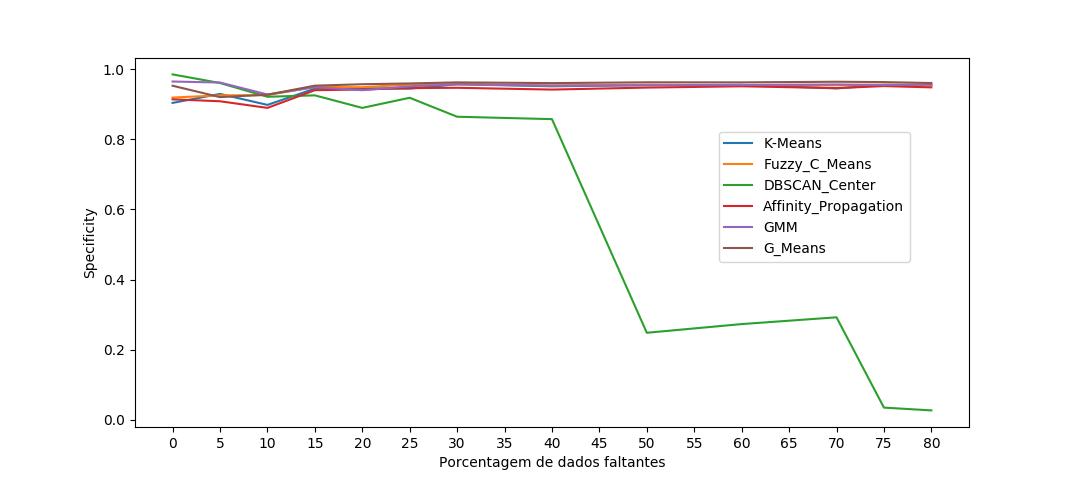 1.0
0.8
0.6
0.4
0.2
0.0
Specificity
K-Means
Fuzzy_C_Means
DBSCAN_Center
Affinity_Propagation
GMM
G_Means
0 5 10 15 20 25 30 35 40 45 50 55 60 65 70 75 80
Porcentagem de dados faltantes